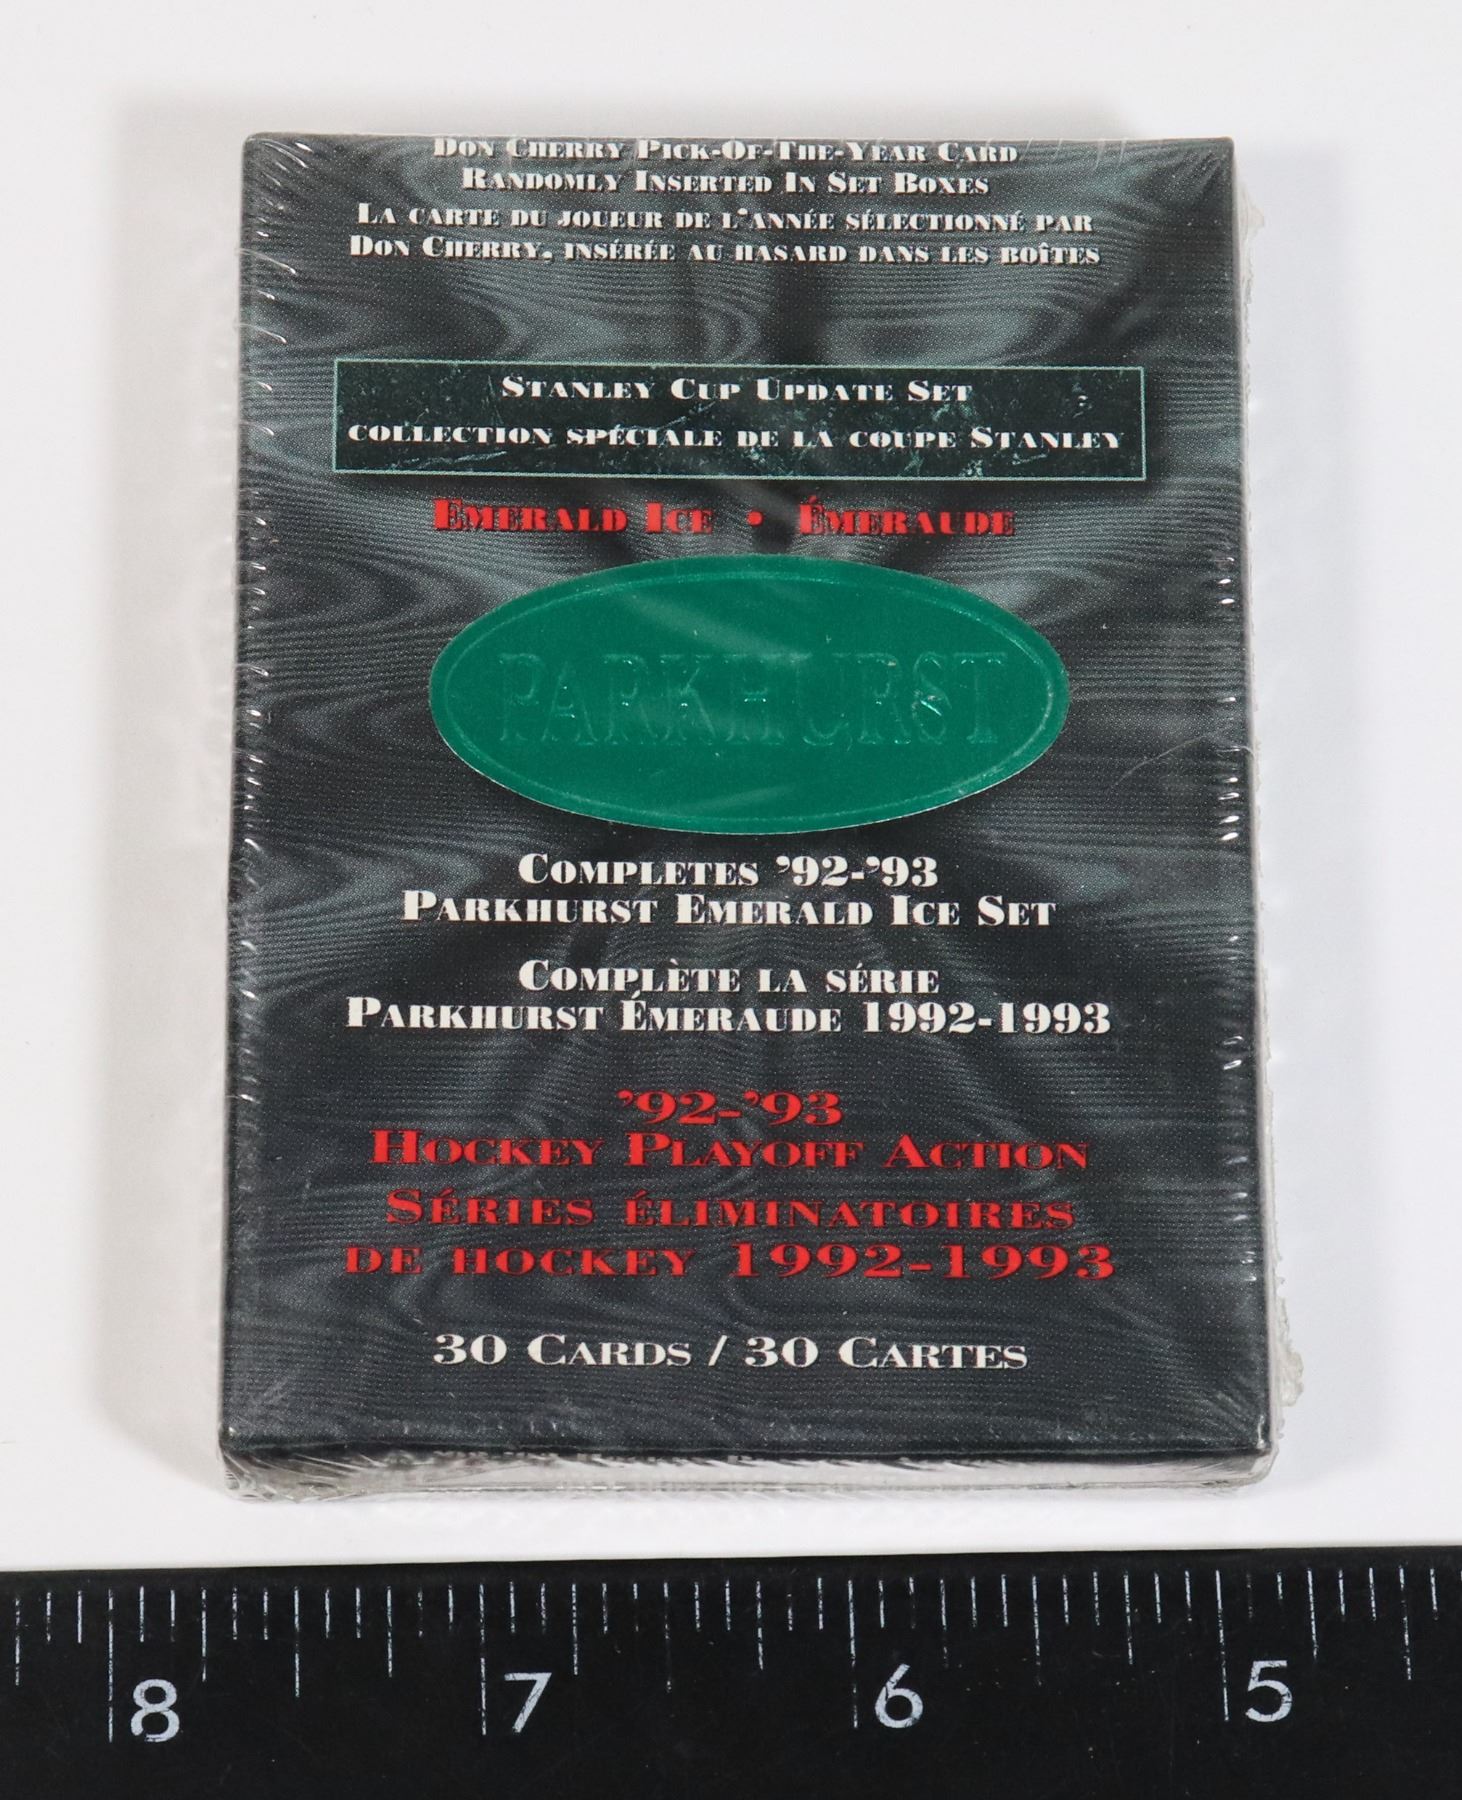 Don Cherry Pick-Of-The-Year Card
Randomly Inserted In Set Boxes
La carte du joueur de l'année sélectionné par
Don Cherry, insérée au hasard dans les boîtes
Stanley Cup Update Set
collection spéciale de la coupe Stanley
Emerald Ice • Émeraude
PARKHURST
Completes '92-'93
Parkhurst Emerald Ice Set
Complète la série
Parkhurst Émeraude 1992-1993
'92-'93
Hockey Playoff Action
Séries éliminatoires
de hockey 1992-1993
30 Cards / 30 Cartes
8 7 6 5